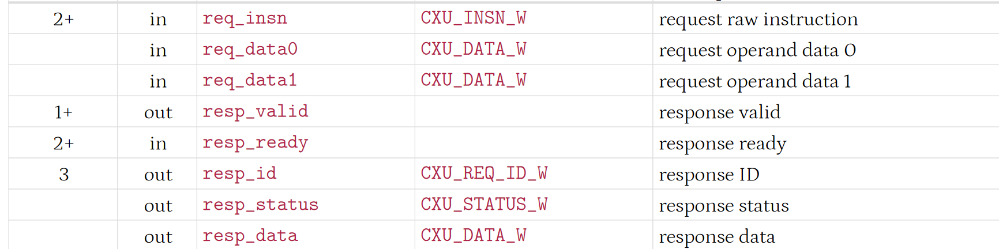 2+ in req_insn CXU_INSN_W request raw instruction
in req_data0 CXU_DATA_W request operand data 0
in req_data1 CXU_DATA_W request operand data 1
1+ out resp_valid response valid
2+ in resp_ready response ready
3 out resp_id CXU_REQ_ID_W response ID
out resp_status CXU_STATUS_W response status
out resp_data CXU_DATA_W response data